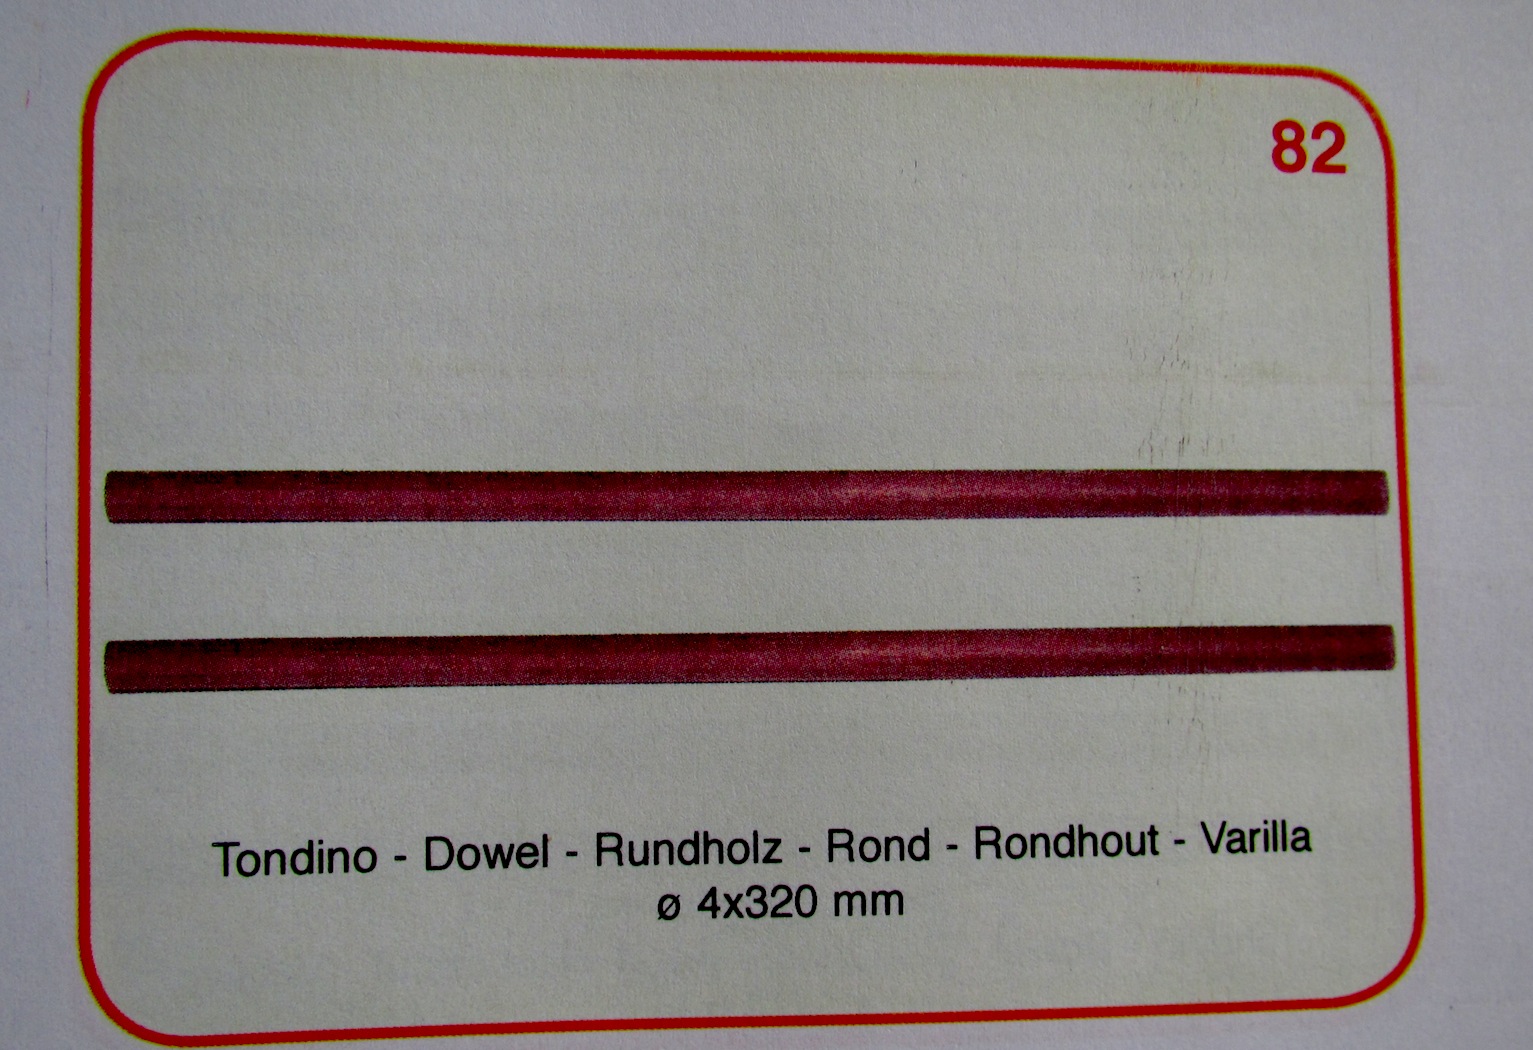 82
Tondino - Dowel - Rundholz - Rond - Rondhout - Varilla
ø 4x320 mm